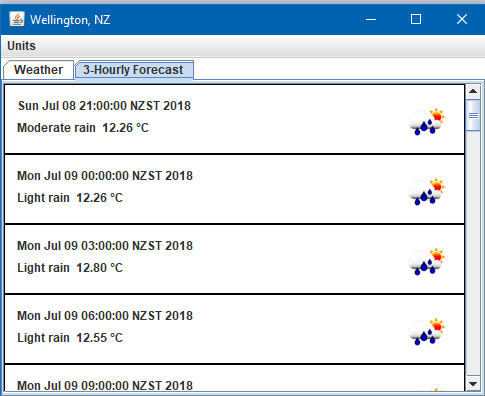 Wellington, NZ
Units
Weather 3-Hourly Forecast
Sun Jul 08 21:00:00 NZST 2018
Moderate rain 12.26 °C
Mon Jul 09 00:00:00 NZST 2018
Light rain 12.26 °C
Mon Jul 09 03:00:00 NZST 2018
Light rain 12.80 °C
Mon Jul 09 06:00:00 NZST 2018
Light rain 12.55 °C
Mon Jul 09 09:00:00 NZST 2018